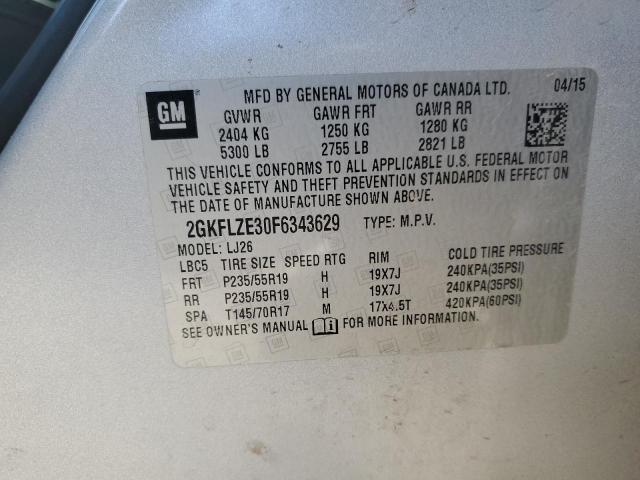 GM
MFD BY GENERAL MOTORS OF CANADA LTD. 04/15
GVWR GAWR FRT GAWR RR
2404 KG 1250 KG 1280 KG
5300 LB 2755 LB 2821 LB
THIS VEHICLE CONFORMS TO ALL APPLICABLE U.S. FEDERAL MOTOR
VEHICLE SAFETY AND THEFT PREVENTION STANDARDS IN EFFECT ON
THE DATE OF MANUFACTURE SHOWN ABOVE.
2GKFLZE30F6343629 TYPE: M.P.V.
MODEL: LJ26
LBC5 TIRE SIZE SPEED RTG RIM COLD TIRE PRESSURE
FRT P235/55R19 H 19X7J 240KPA(35PSI)
RR P235/55R19 H 19X7J 240KPA(35PSI)
SPA T145/70R17 M 17X4.5T 420KPA(60PSI)
SEE OWNER'S MANUAL FOR MORE INFORMATION.